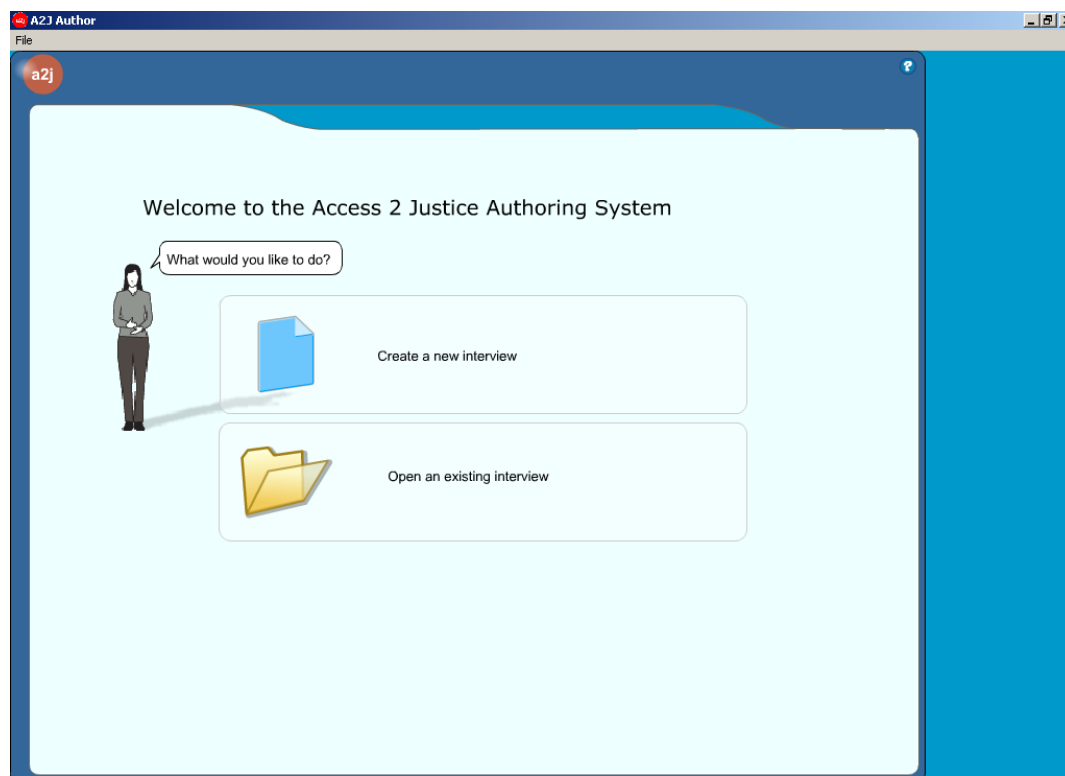 A2J Author
File
a2j
?
Welcome to the Access 2 Justice Authoring System
What would you like to do?
Create a new interview
Open an existing interview